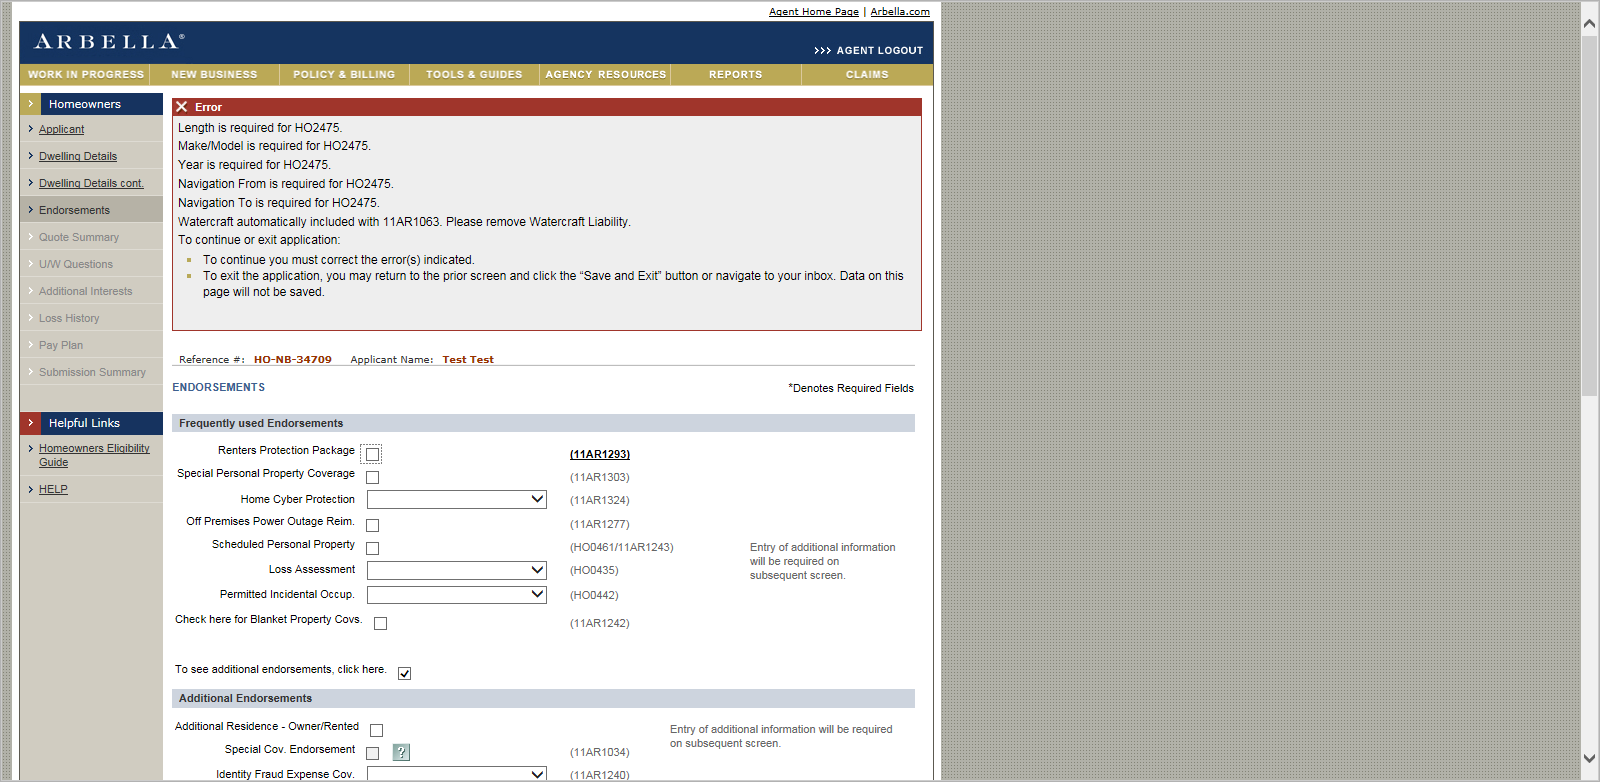 Agent Home Page | Arbella.com
ARBELLA®
>>> AGENT LOGOUT
WORK IN PROGRESS NEW BUSINESS POLICY & BILLING TOOLS & GUIDES AGENCY RESOURCES REPORTS CLAIMS
Homeowners
Applicant
Dwelling Details
Dwelling Details cont.
Endorsements
Quote Summary
U/W Questions
Additional Interests
Loss History
Pay Plan
Submission Summary
Helpful Links
Homeowners Eligibility
Guide
HELP
Error
Length is required for HO2475.
Make/Model is required for HO2475.
Year is required for HO2475.
Navigation From is required for HO2475.
Navigation To is required for HO2475.
Watercraft automatically included with 11AR1063. Please remove Watercraft Liability.
To continue or exit application:
To continue you must correct the error(s) indicated.
To exit the application, you may return to the prior screen and click the “Save and Exit” button or navigate to your inbox. Data on this
page will not be saved.
Reference #: HO-NB-34709 Applicant Name: Test Test
ENDORSEMENTS
*Denotes Required Fields
Frequently used Endorsements
Renters Protection Package (11AR1293)
Special Personal Property Coverage (11AR1303)
Home Cyber Protection (11AR1324)
Off Premises Power Outage Reim. (11AR1277)
Scheduled Personal Property (HO0461/11AR1243)
Entry of additional information
will be required on
subsequent screen.
Loss Assessment (HO0435)
Permitted Incidental Occup. (HO0442)
Check here for Blanket Property Covs. (11AR1242)
To see additional endorsements, click here.
Additional Endorsements
Additional Residence - Owner/Rented
Entry of additional information will be required
on subsequent screen.
Special Cov. Endorsement ? (11AR1034)
Identity Fraud Expense Cov. (11AR1240)